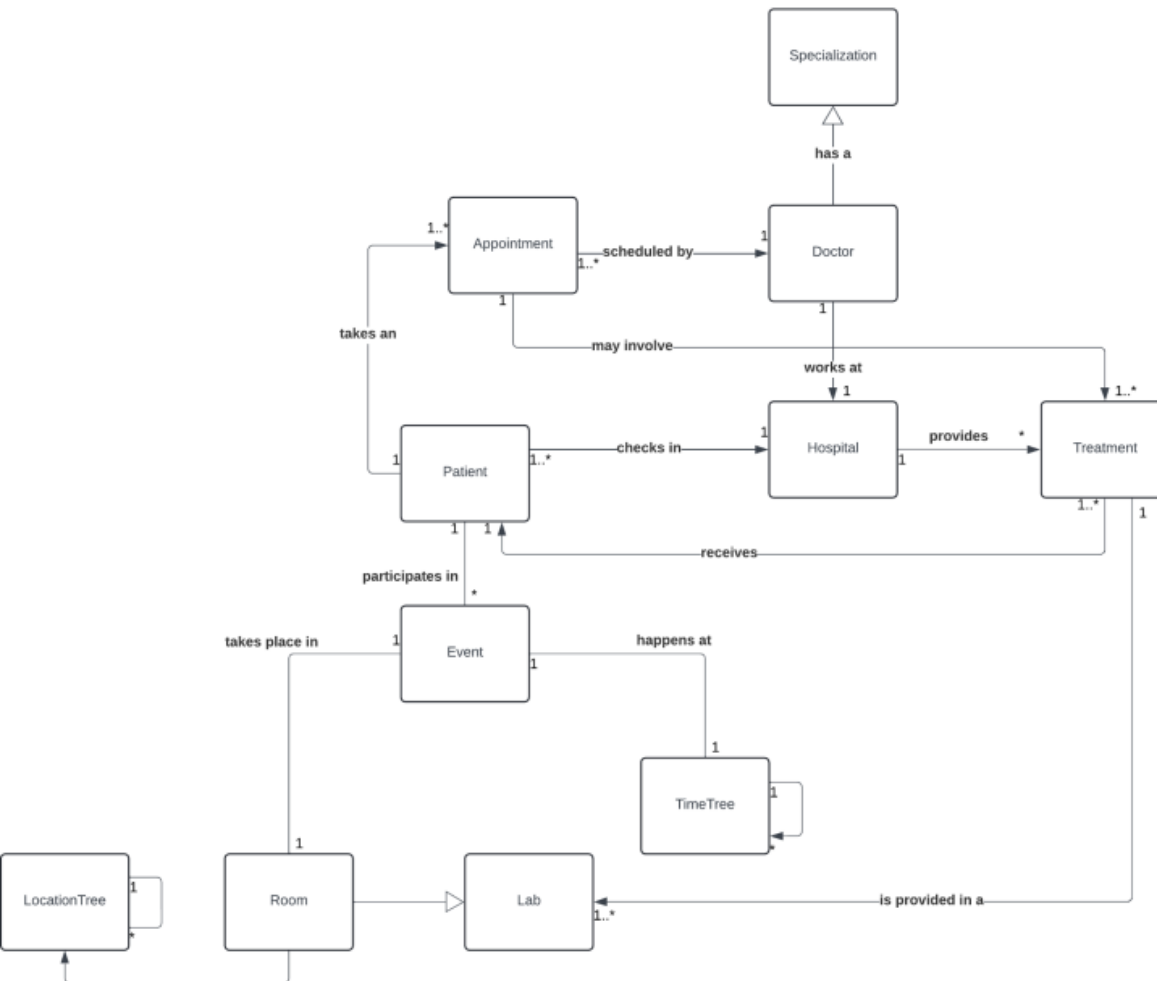 Specialization
has a
1..*
Appointment
scheduled by
1
Doctor
1..*
1
1
takes an
may involve
works at
1
1..*
1
checks in
1
Hospital
provides
*
Treatment
1
Patient
1..*
1
1..*
1
1
1
receives
participates in
*
takes place in
1
Event
happens at
1
1
TimeTree
1
*
1
LocationTree
1
*
Room
Lab
is provided in a
1..*